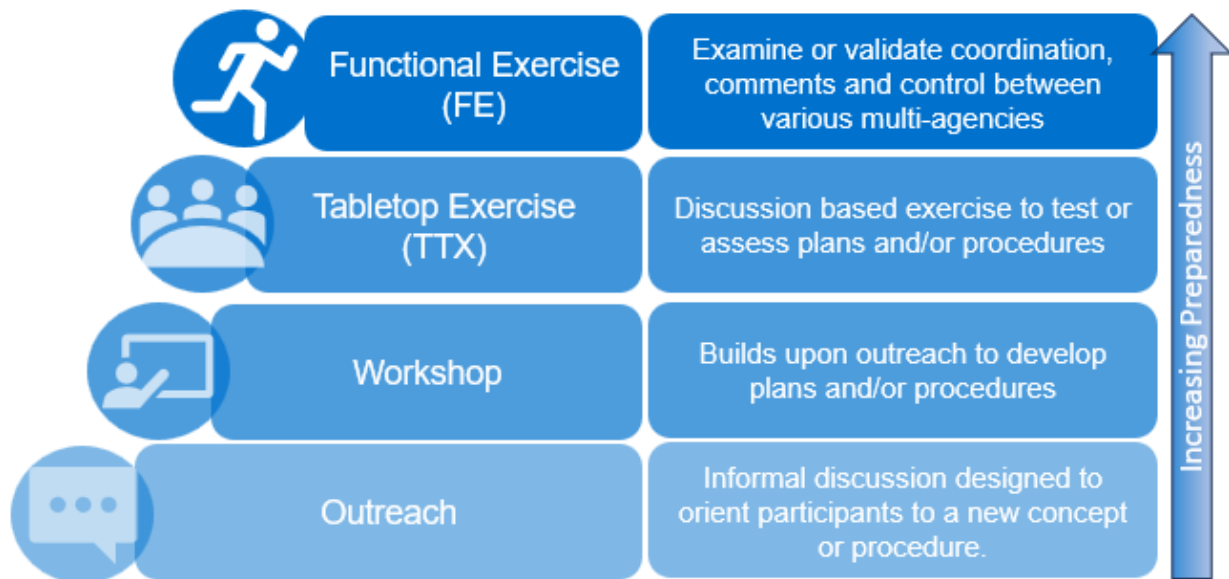 Functional Exercise
(FE)
Examine or validate coordination,
comments and control between
various multi-agencies
Tabletop Exercise
(TTX)
Discussion based exercise to test or
assess plans and/or procedures
Workshop
Builds upon outreach to develop
plans and/or procedures
Outreach
Informal discussion designed to
orient participants to a new concept
or procedure.
Increasing Preparedness